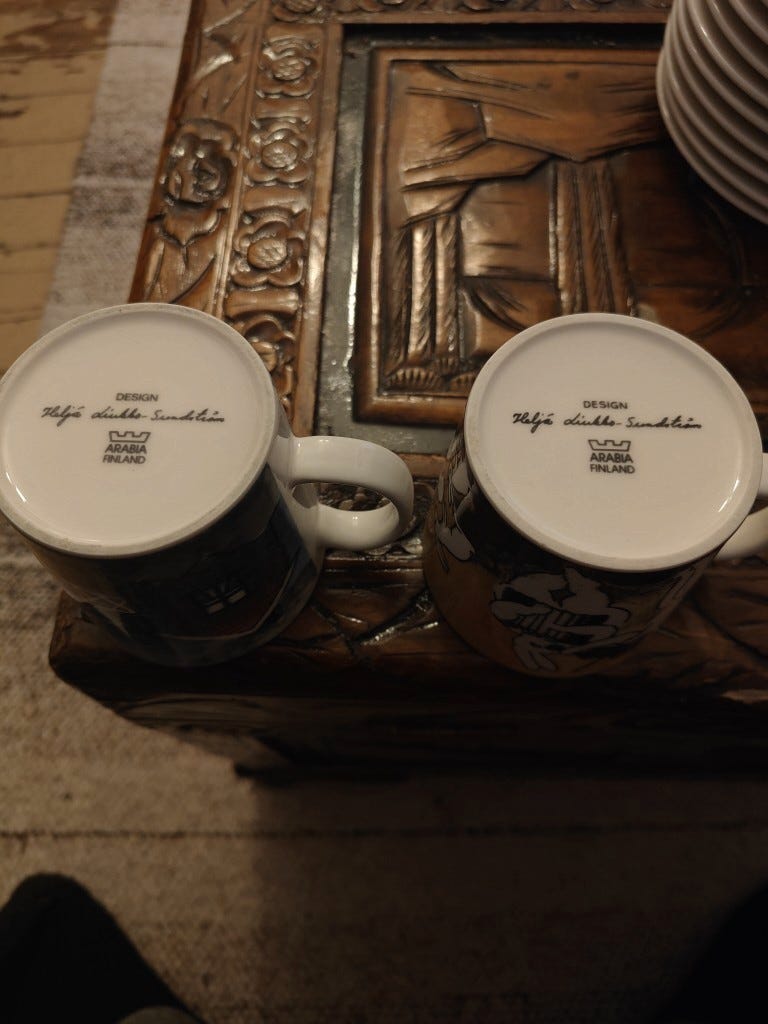 DESIGN
Heljä Liukko-Sundström
ARABIA
FINLAND
DESIGN
Heljä Liukko-Sundström
ARABIA
FINLAND